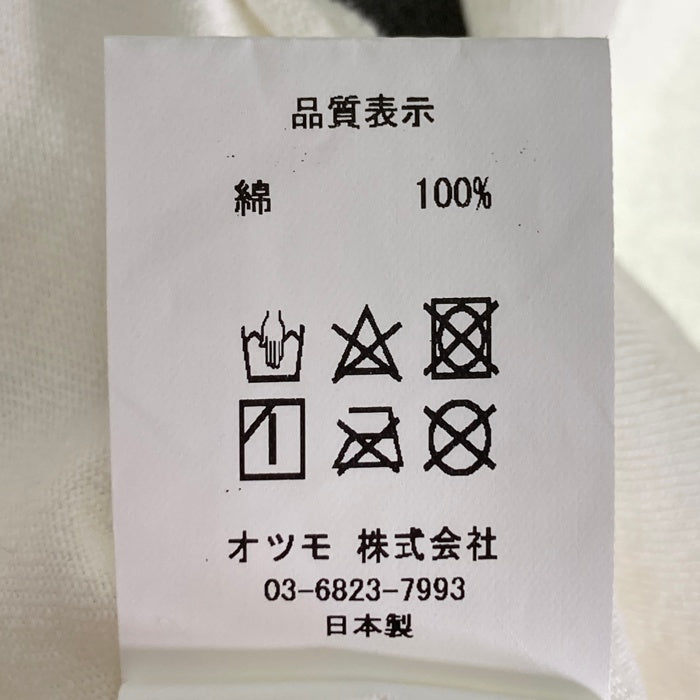 品質表示
綿 100%
オツモ 株式会社
03-6823-7993
日本製